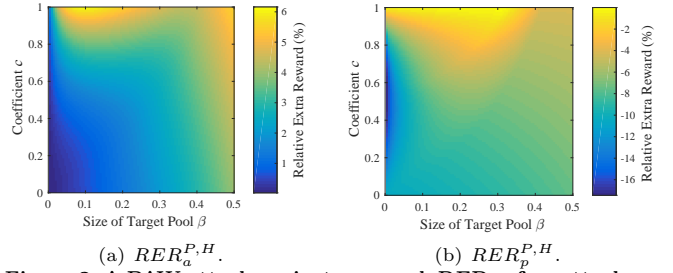 1
0.8
0.6
0.4
0.2
0
0 0.1 0.2 0.3 0.4 0.5
Coefficient c
Size of Target Pool β
6
5
4
3
2
1
Relative Extra Reward (%)
(a) RER_a^{P,H}.
1
0.8
0.6
0.4
0.2
0
0 0.1 0.2 0.3 0.4 0.5
Coefficient c
Size of Target Pool β
-2
-4
-6
-8
-10
-12
-14
-16
Relative Extra Reward (%)
(b) RER_p^{P,H}.